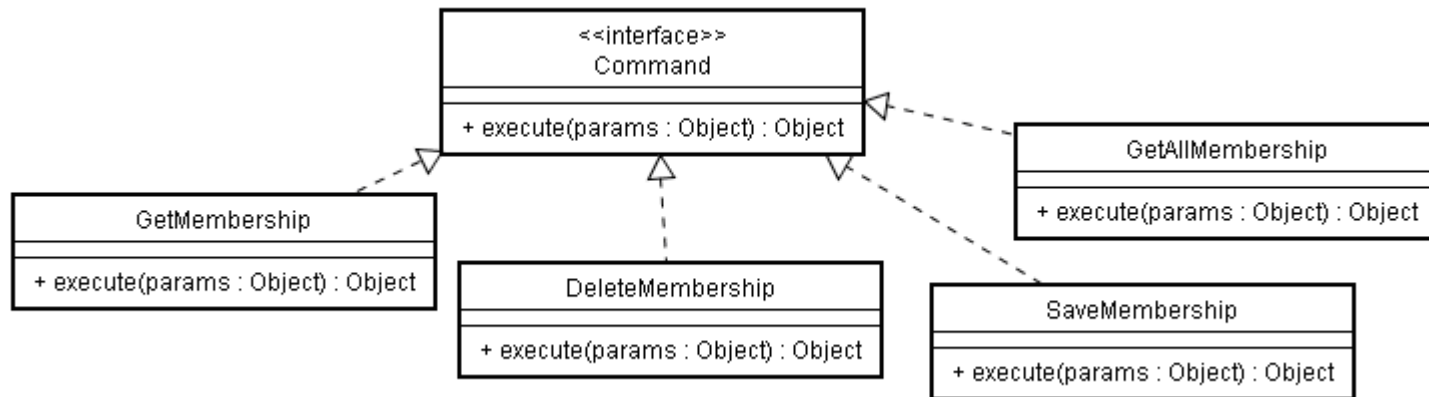 <<interface>>
Command
+ execute(params : Object) : Object
GetAllMembership
+ execute(params : Object) : Object
GetMembership
+ execute(params : Object) : Object
DeleteMembership
+ execute(params : Object) : Object
SaveMembership
+ execute(params : Object) : Object